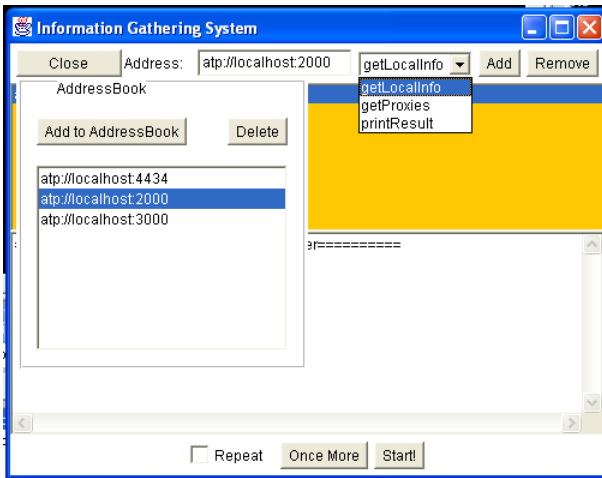 Information Gathering System
Close Address: atp://localhost:2000 getLocalInfo Add Remove
getLocalInfo
getProxies
printResult
AddressBook
Add to AddressBook Delete
atp://localhost:4434
atp://localhost:2000
atp://localhost:3000
==========
Repeat Once More Start!